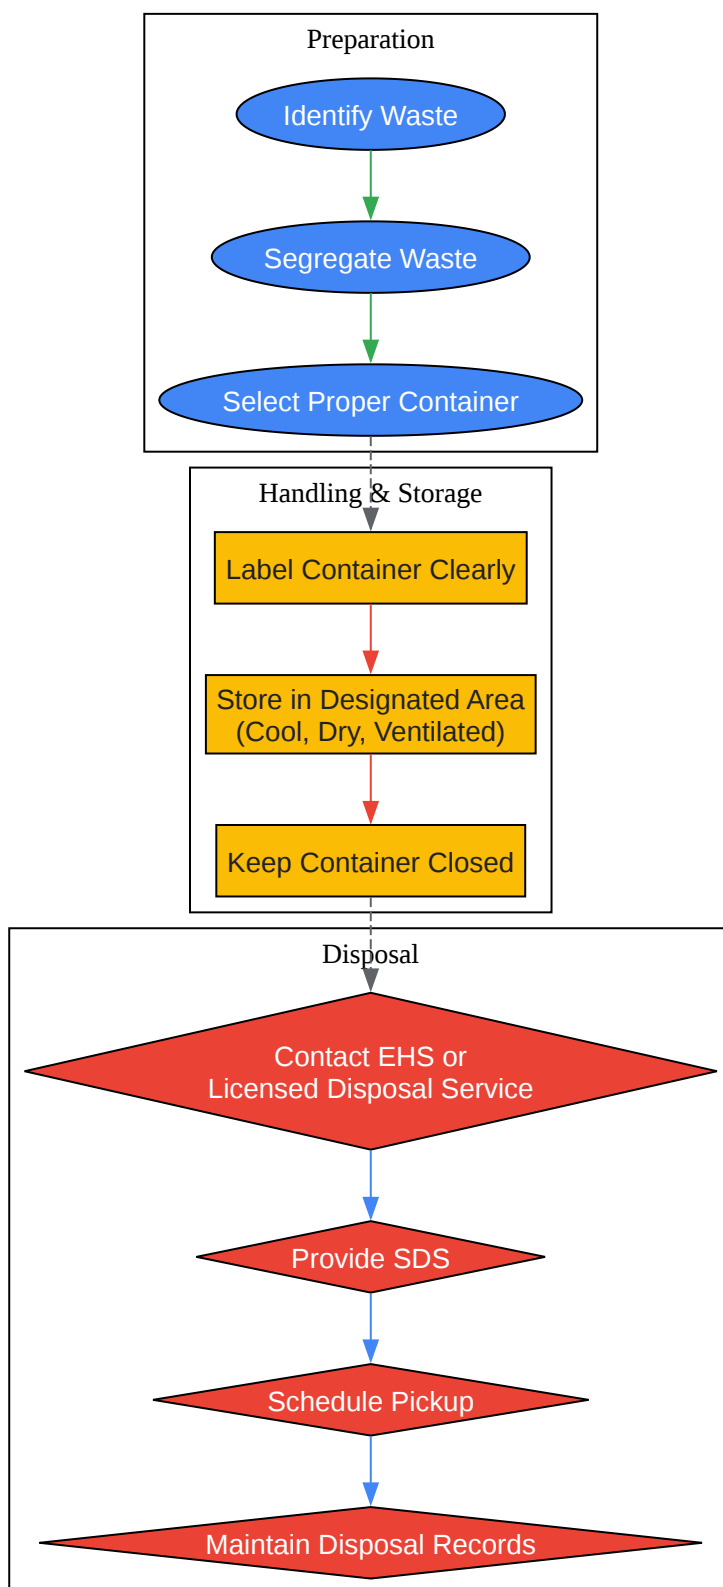 Preparation
Identify Waste
Segregate Waste
Select Proper Container
Handling & Storage
Label Container Clearly
Store in Designated Area
(Cool, Dry, Ventilated)
Keep Container Closed
Disposal
Contact EHS or
Licensed Disposal Service
Provide SDS
Schedule Pickup
Maintain Disposal Records